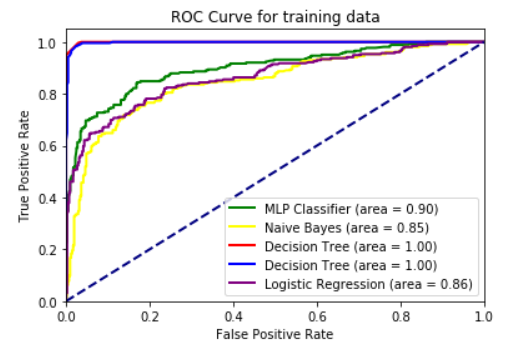 ROC Curve for training data
True Positive Rate
1.0
0.8
0.6
0.4
0.2
0.0
MLP Classifier (area = 0.90)
Naive Bayes (area = 0.85)
Decision Tree (area = 1.00)
Decision Tree (area = 1.00)
Logistic Regression (area = 0.86)
0.0 0.2 0.4 0.6 0.8 1.0
False Positive Rate